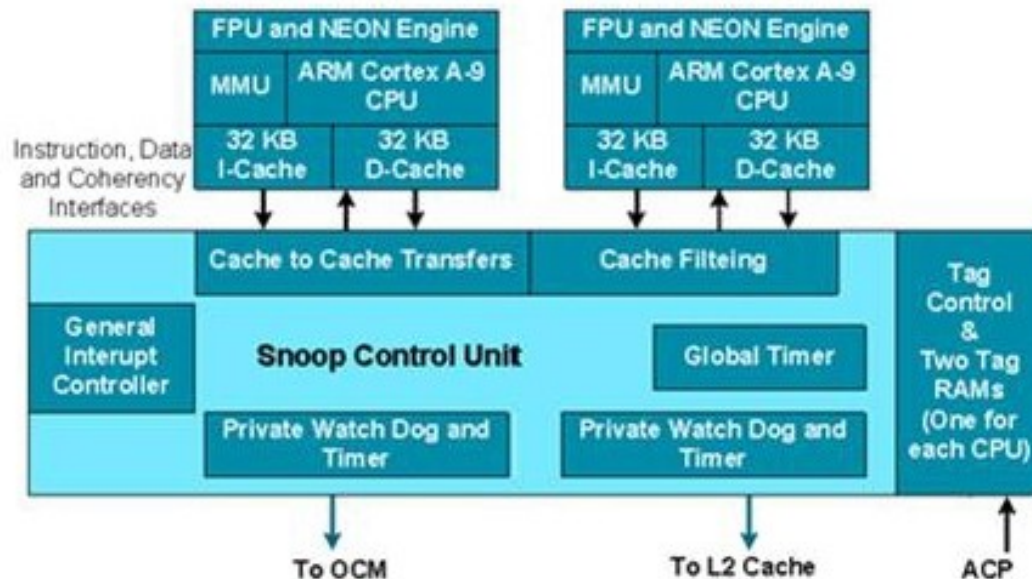 FPU and NEON Engine
MMU
ARM Cortex A-9
CPU
32 KB
I-Cache
32 KB
D-Cache
FPU and NEON Engine
MMU
ARM Cortex A-9
CPU
32 KB
I-Cache
32 KB
D-Cache
Instruction, Data
and Coherency
Interfaces
Cache to Cache Transfers
Cache Filteing
Tag
Control
&
Two Tag
RAMs
(One for
each CPU)
General
Interupt
Controller
Snoop Control Unit
Global Timer
Private Watch Dog and
Timer
Private Watch Dog and
Timer
To OCM
To L2 Cache
ACP